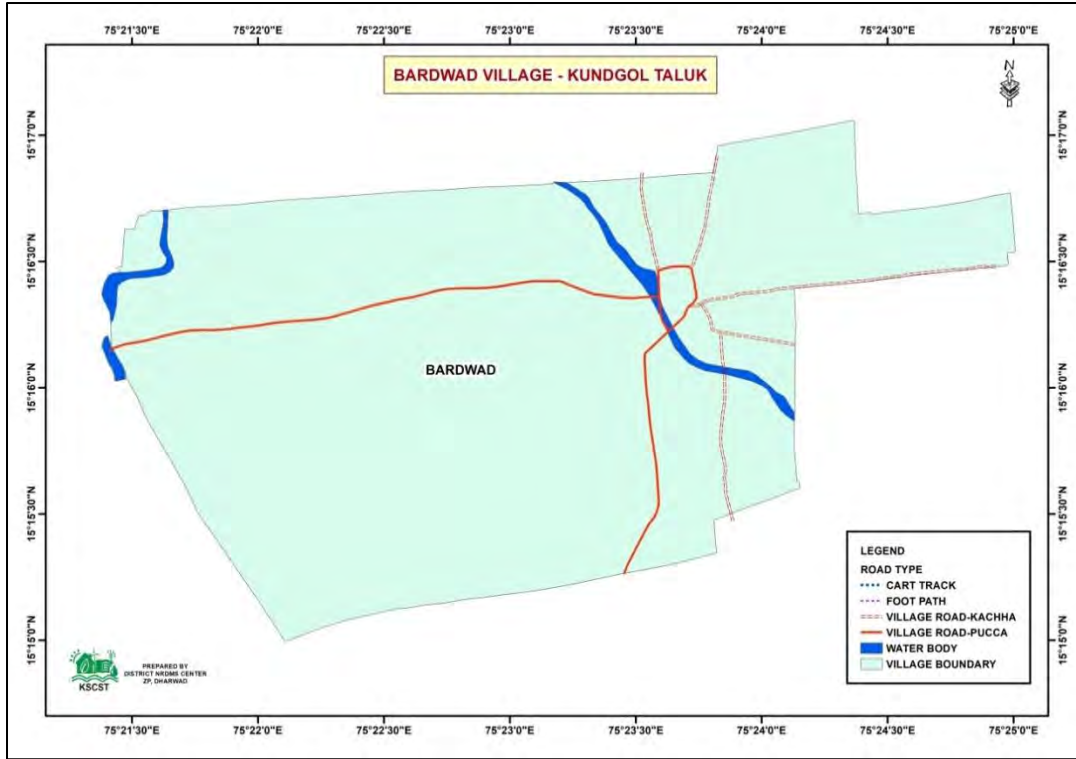 75°21'30"E 75°22'0"E 75°22'30"E 75°23'0"E 75°23'30"E 75°24'0"E 75°24'30"E 75°25'0"E
BARDWAD VILLAGE - KUNDGOL TALUK
N
15°17'0"N 15°17'0"N
15°16'30"N 15°16'30"N
BARDWAD
15°16'0"N 15°16'0"N
15°15'30"N 15°15'30"N
LEGEND
ROAD TYPE
CART TRACK
FOOT PATH
VILLAGE ROAD-KACHHA
VILLAGE ROAD-PUCCA
WATER BODY
VILLAGE BOUNDARY
15°15'0"N 15°15'0"N
KSCST
PREPARED BY
DISTRICT NRDMS CENTER
ZP, DHARWAD
75°21'30"E 75°22'0"E 75°22'30"E 75°23'0"E 75°23'30"E 75°24'0"E 75°24'30"E 75°25'0"E